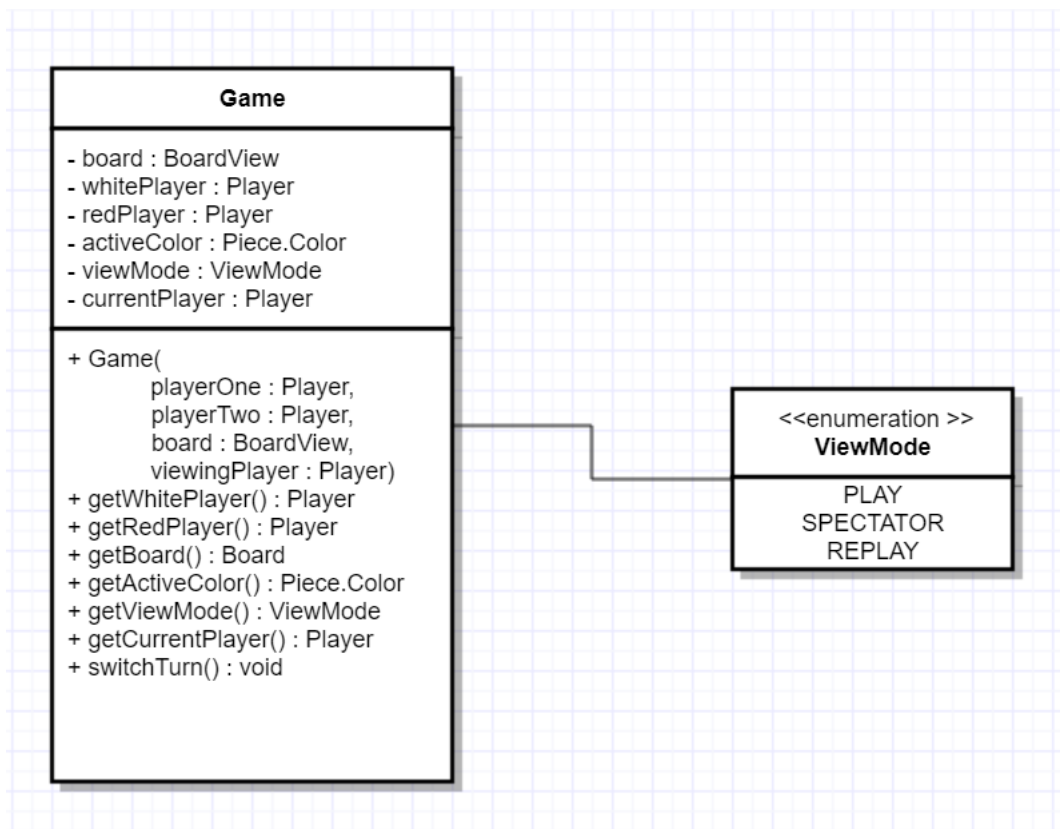 Game
- board : BoardView
- whitePlayer : Player
- redPlayer : Player
- activeColor : Piece.Color
- viewMode : ViewMode
- currentPlayer : Player
+ Game(
playerOne : Player,
playerTwo : Player,
board : BoardView,
viewingPlayer : Player)
+ getWhitePlayer() : Player
+ getRedPlayer() : Player
+ getBoard() : Board
+ getActiveColor() : Piece.Color
+ getViewMode() : ViewMode
+ getCurrentPlayer() : Player
+ switchTurn() : void
<<enumeration >>
ViewMode
PLAY
SPECTATOR
REPLAY